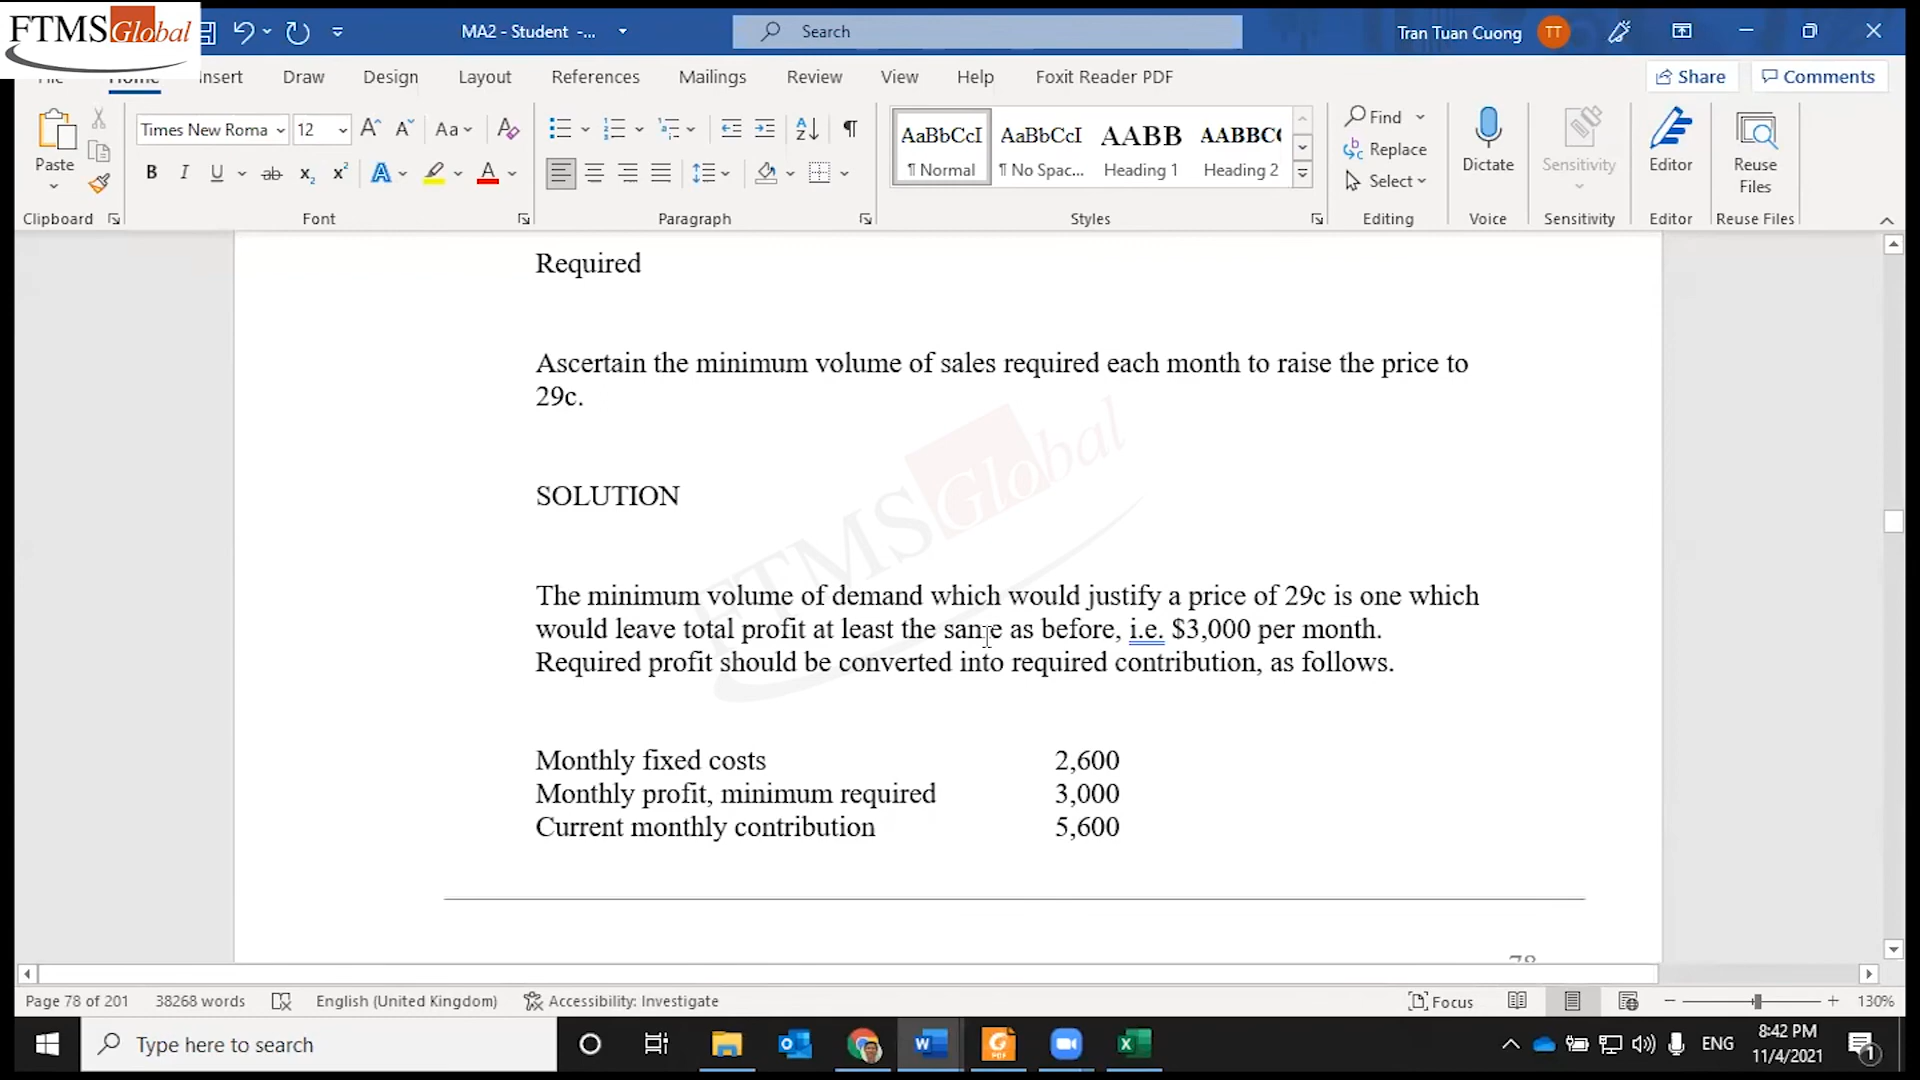 FTMSGlobal
MA2 - Student -...
Search
Tran Tuan Cuong
TT
File Home Insert Draw Design Layout References Mailings Review View Help Foxit Reader PDF
Share
Comments
Paste
Times New Roma
12
Aa
AaBbCcI
AaBbCcI
AABB
AABBC
¶ Normal
¶ No Spac...
Heading 1
Heading 2
Find
Replace
Select
Dictate
Sensitivity
Editor
Reuse
Files
Clipboard
Font
Paragraph
Styles
Editing
Voice
Sensitivity
Editor
Reuse Files
Required
Ascertain the minimum volume of sales required each month to raise the price to
29c.
SOLUTION
FTMSGlobal
The minimum volume of demand which would justify a price of 29c is one which
would leave total profit at least the same as before, i.e. $3,000 per month.
Required profit should be converted into required contribution, as follows.
Monthly fixed costs 2,600
Monthly profit, minimum required 3,000
Current monthly contribution 5,600
78
Page 78 of 201
38268 words
English (United Kingdom)
Accessibility: Investigate
Focus
130%
Type here to search
ENG
8:42 PM
11/4/2021
1